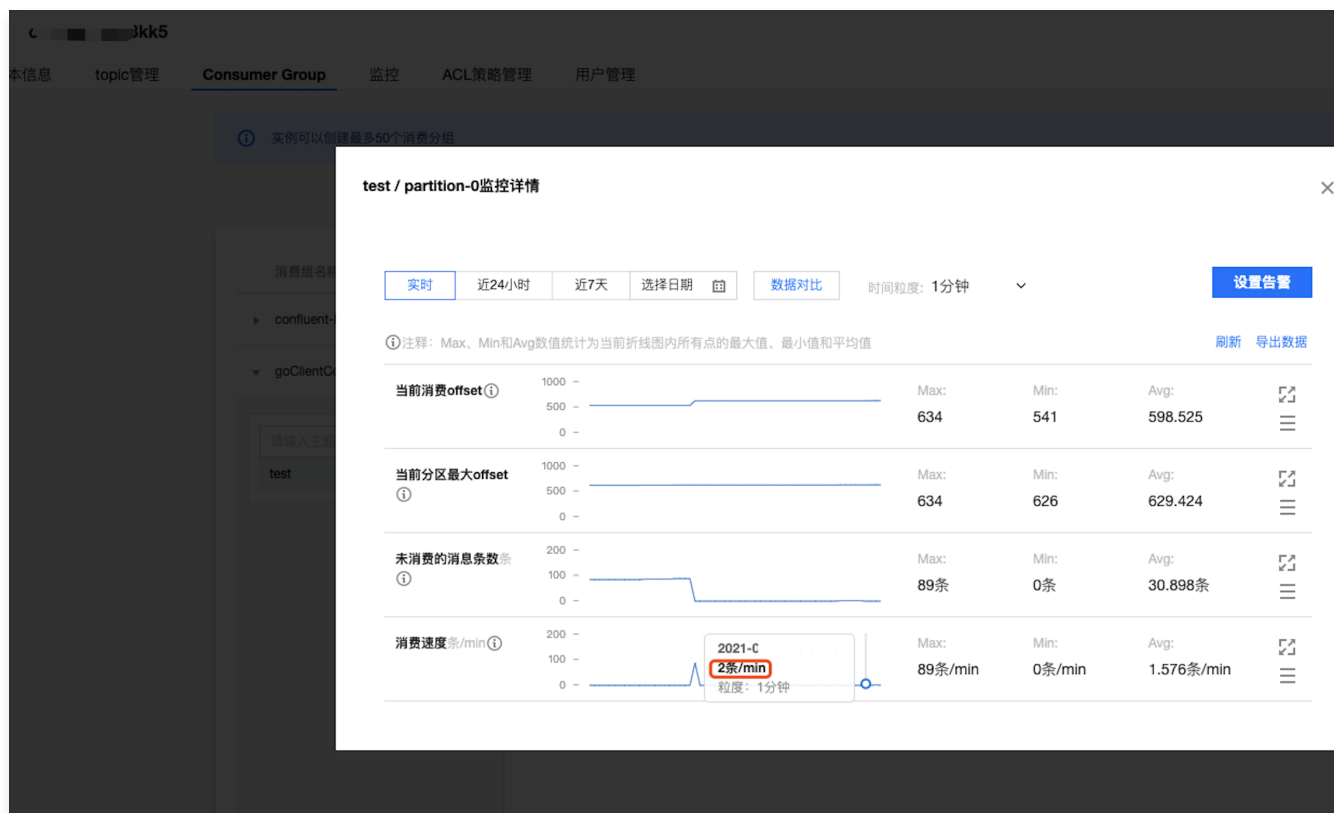 3kk5
本信息 topic管理 Consumer Group 监控 ACL策略管理 用户管理
实例可以创建最多50个消费分组
test / partition-0监控详情
消费组名称
实时 近24小时 近7天 选择日期 数据对比 时间粒度: 1分钟 设置告警
confluent-
注释: Max、Min和Avg数值统计为当前折线图内所有点的最大值、最小值和平均值 刷新 导出数据
goClientCo
当前消费offset 1000 500 0 Max: 634 Min: 541 Avg: 598.525
请输入主题
test
当前分区最大offset 1000 500 0 Max: 634 Min: 626 Avg: 629.424
未消费的消息条数条 200 100 0 Max: 89条 Min: 0条 Avg: 30.898条
消费速度条/min 200 100 0 Max: 89条/min Min: 0条/min Avg: 1.576条/min
2021-0
2条/min
粒度: 1分钟